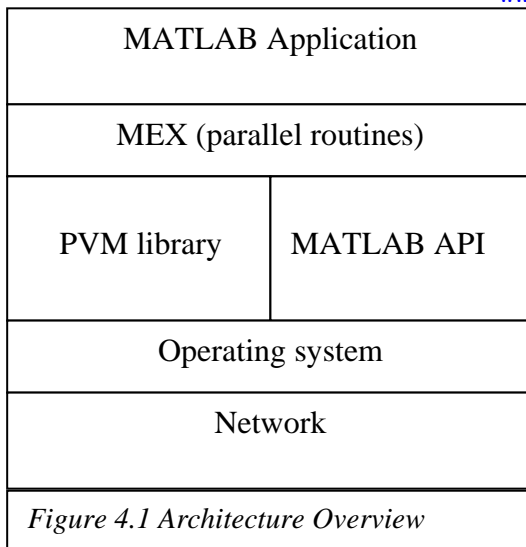 MATLAB Application
MEX (parallel routines)
PVM library
MATLAB API
Operating system
Network
Figure 4.1 Architecture Overview